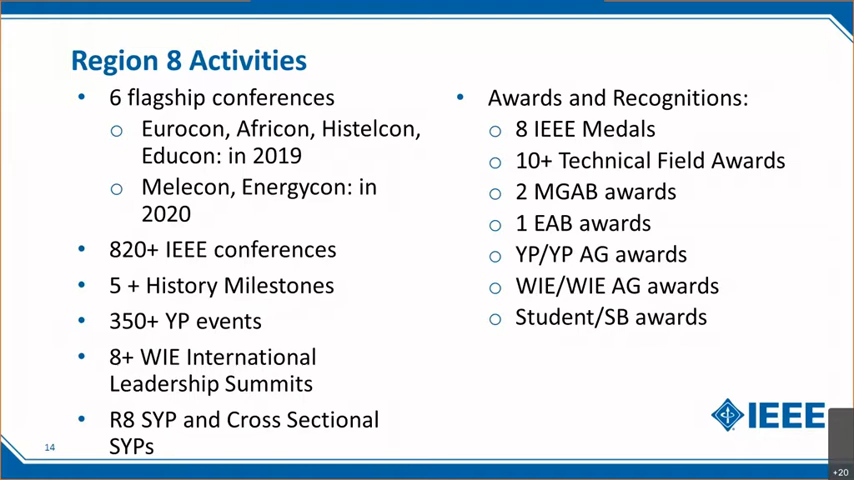 Region 8 Activities
• 6 flagship conferences
o Eurocon, Africon, Histelcon,
Educon: in 2019
o Melecon, Energycon: in
2020
• 820+ IEEE conferences
• 5 + History Milestones
• 350+ YP events
• 8+ WIE International
Leadership Summits
• R8 SYP and Cross Sectional
SYPs
• Awards and Recognitions:
o 8 IEEE Medals
o 10+ Technical Field Awards
o 2 MGAB awards
o 1 EAB awards
o YP/YP AG awards
o WIE/WIE AG awards
o Student/SB awards
IEEE
14
+20